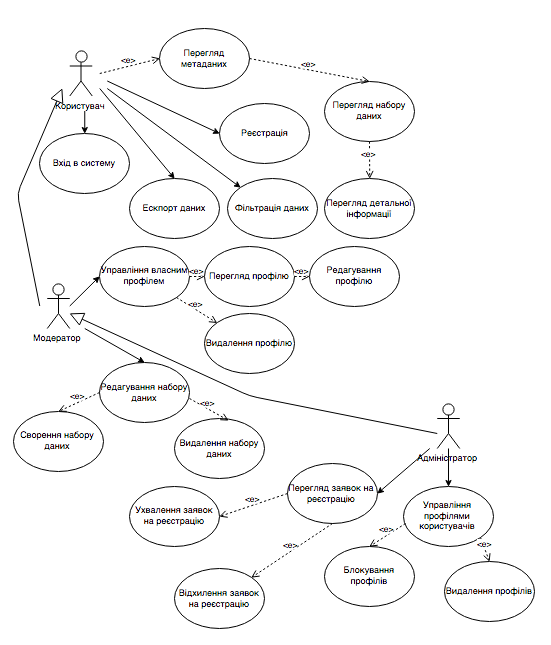 Перегляд
метаданих
<e>
<e>
Користувач
Перегляд набору
даних
Реєстрація
<e>
Вхід в систему
Ескпорт даних
Фільтрація даних
Перегляд детальної
інформації
Управління власним
профілем
<e>
Перегляд профілю
<e>
Редагування
профілю
<e>
Модератор
Видалення профілю
Редагування набору
даних
<e>
<e>
Сворення набору
даних
Видалення набору
даних
Адміністратор
Перегляд заявок на
реєстрацію
<e>
Ухвалення заявок
на реєстрацію
Управління
профілями
користувачів
<e>
<e>
<e>
Блокування
профілів
Відхилення заявок
на реєстрацію
Видалення профілів